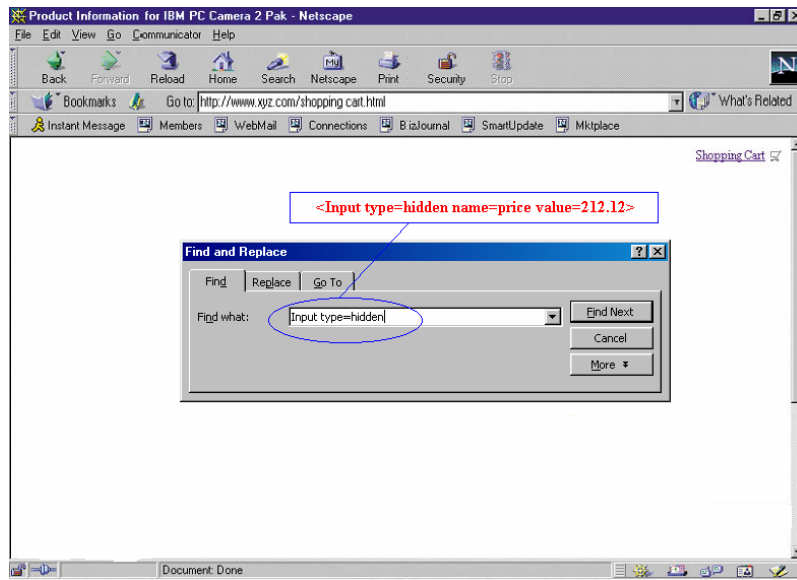 Product Information for IBM PC Camera 2 Pak - Netscape
File Edit View Go Communicator Help
My
Back Forward Reload Home Search Netscape Print Security Stop
N
Bookmarks Go to: http://www.xyz.com/shopping cart.html What's Related
Instant Message Members WebMail Connections BizJournal SmartUpdate Mktplace
Shopping Cart
<Input type=hidden name=price value=212.12>
Find and Replace
Find Replace Go To
Find what: Input type=hidden Find Next
Cancel
More
Document: Done